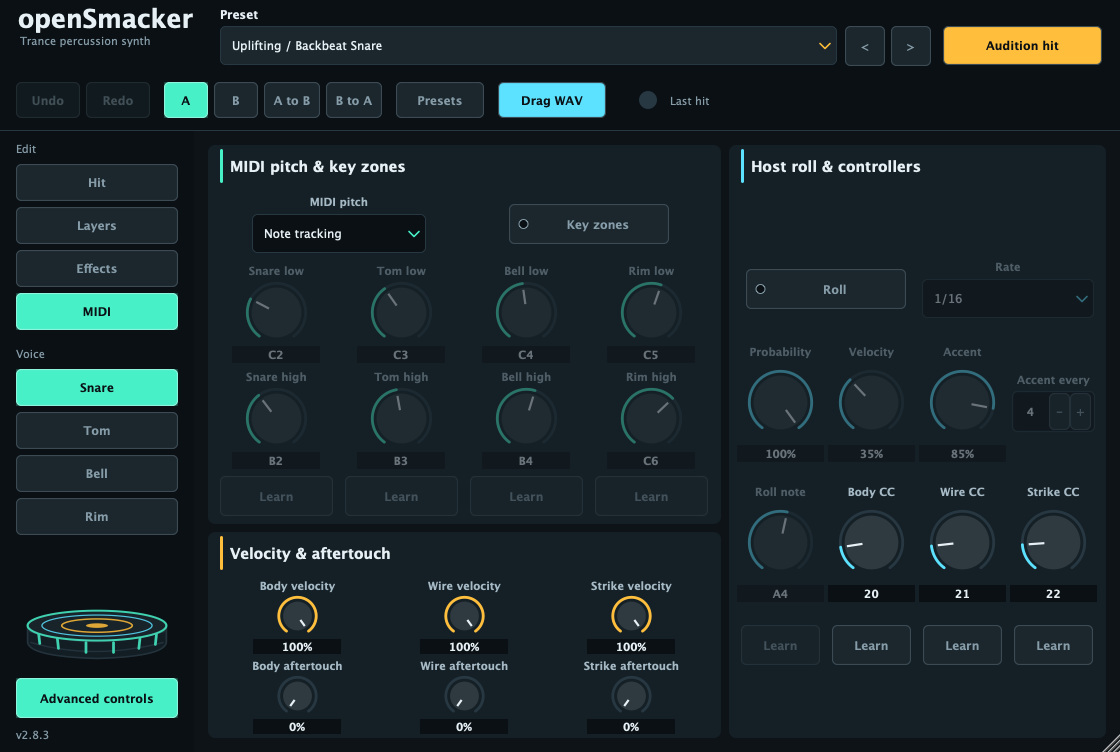 openSmacker
Trance percussion synth
Preset
Uplifting / Backbeat Snare
<
>
Audition hit
Undo
Redo
A
B
A to B
B to A
Presets
Drag WAV
Last hit
Edit
Hit
Layers
Effects
MIDI
Voice
Snare
Tom
Bell
Rim
Advanced controls
v2.8.3
MIDI pitch & key zones
MIDI pitch
Note tracking
Key zones
Snare low
Tom low
Bell low
Rim low
C2
C3
C4
C5
Snare high
Tom high
Bell high
Rim high
B2
B3
B4
C6
Learn
Learn
Learn
Learn
Velocity & aftertouch
Body velocity
Wire velocity
Strike velocity
100%
100%
100%
Body aftertouch
Wire aftertouch
Strike aftertouch
0%
0%
0%
Host roll & controllers
Roll
Rate
1/16
Probability
Velocity
Accent
Accent every
4
-
+
100%
35%
85%
Roll note
Body CC
Wire CC
Strike CC
A4
20
21
22
Learn
Learn
Learn
Learn